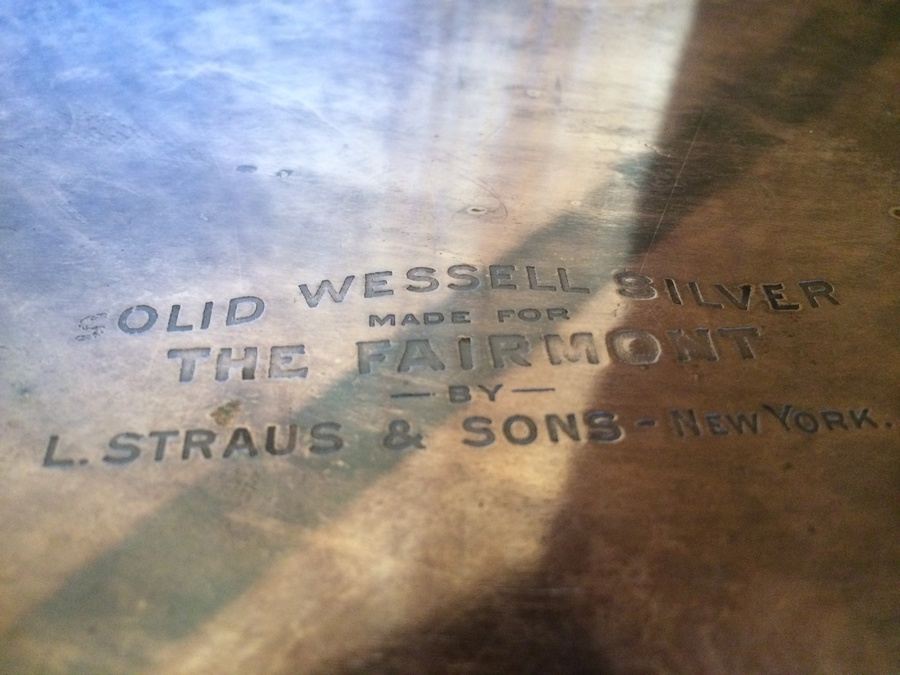 SOLID WESSELL SILVER
MADE FOR
THE FAIRMONT
— BY —
L. STRAUS & SONS - NEW YORK.